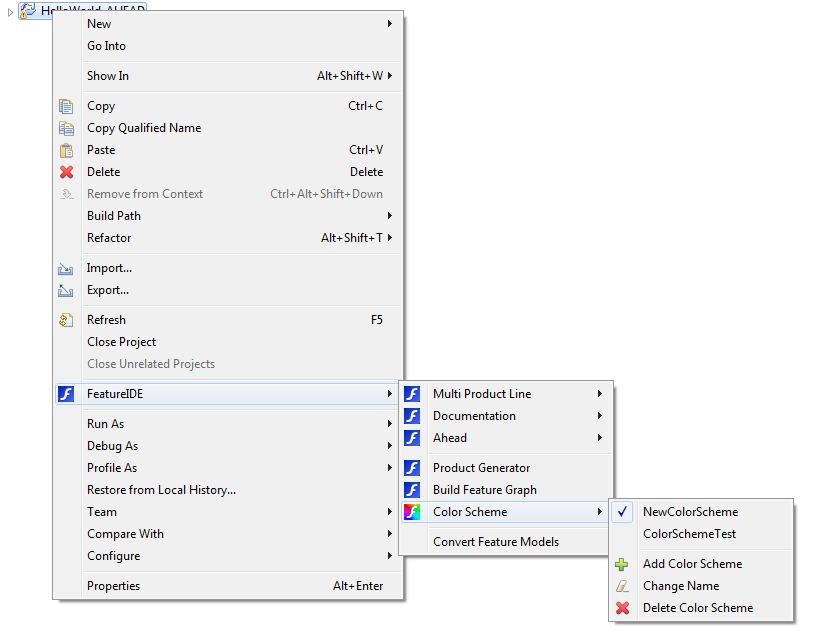 HelloWorld-AHEAD
New
Go Into
Show In Alt+Shift+W
Copy Ctrl+C
Copy Qualified Name
Paste Ctrl+V
Delete Delete
Remove from Context Ctrl+Alt+Shift+Down
Build Path
Refactor Alt+Shift+T
Import...
Export...
Refresh F5
Close Project
Close Unrelated Projects
FeatureIDE
Run As
Debug As
Profile As
Restore from Local History...
Team
Compare With
Configure
Properties Alt+Enter
Multi Product Line
Documentation
Ahead
Product Generator
Build Feature Graph
Color Scheme
Convert Feature Models
NewColorScheme
ColorSchemeTest
Add Color Scheme
Change Name
Delete Color Scheme